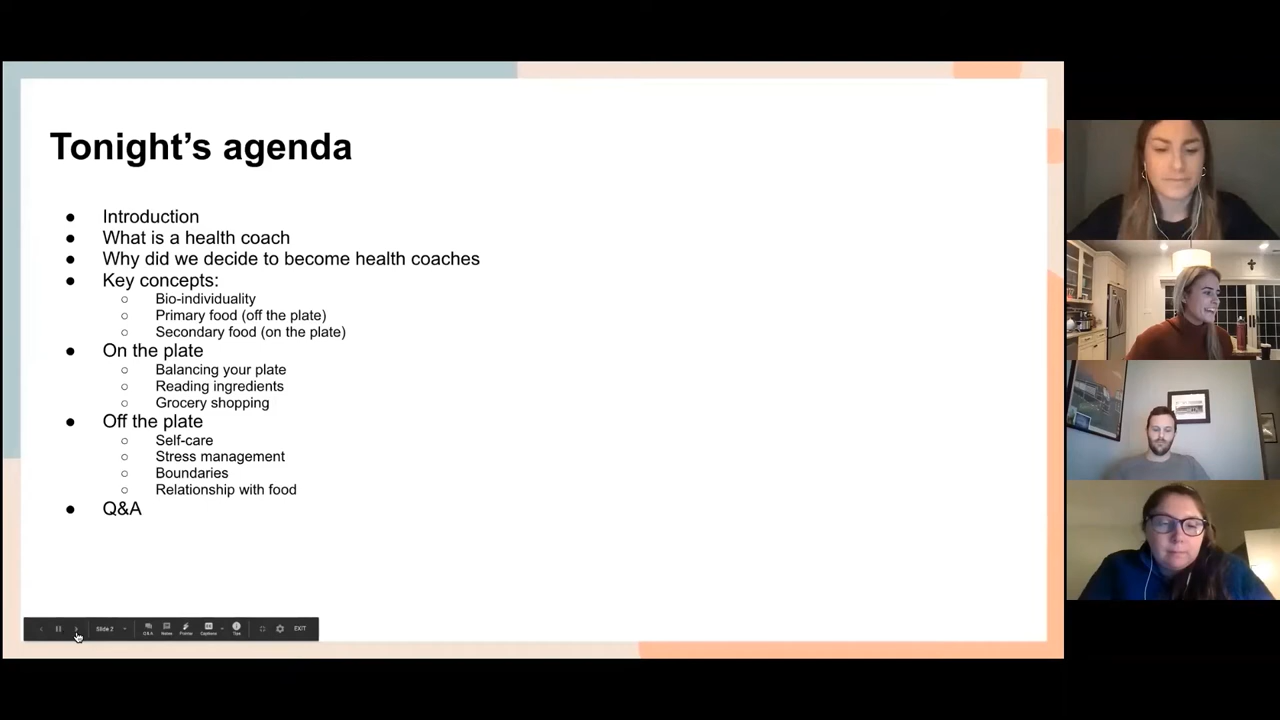 Tonight’s agenda
● Introduction
● What is a health coach
● Why did we decide to become health coaches
● Key concepts:
○ Bio-individuality
○ Primary food (off the plate)
○ Secondary food (on the plate)
● On the plate
○ Balancing your plate
○ Reading ingredients
○ Grocery shopping
● Off the plate
○ Self-care
○ Stress management
○ Boundaries
○ Relationship with food
● Q&A
Slide 2 Q&A Notes Pointer Captions Tips EXIT